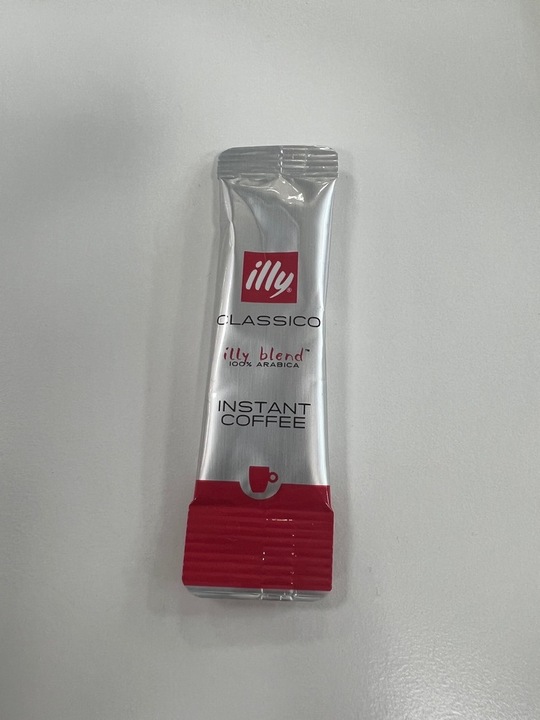 illy
CLASSICO
illy blend™
100% ARABICA
INSTANT
COFFEE